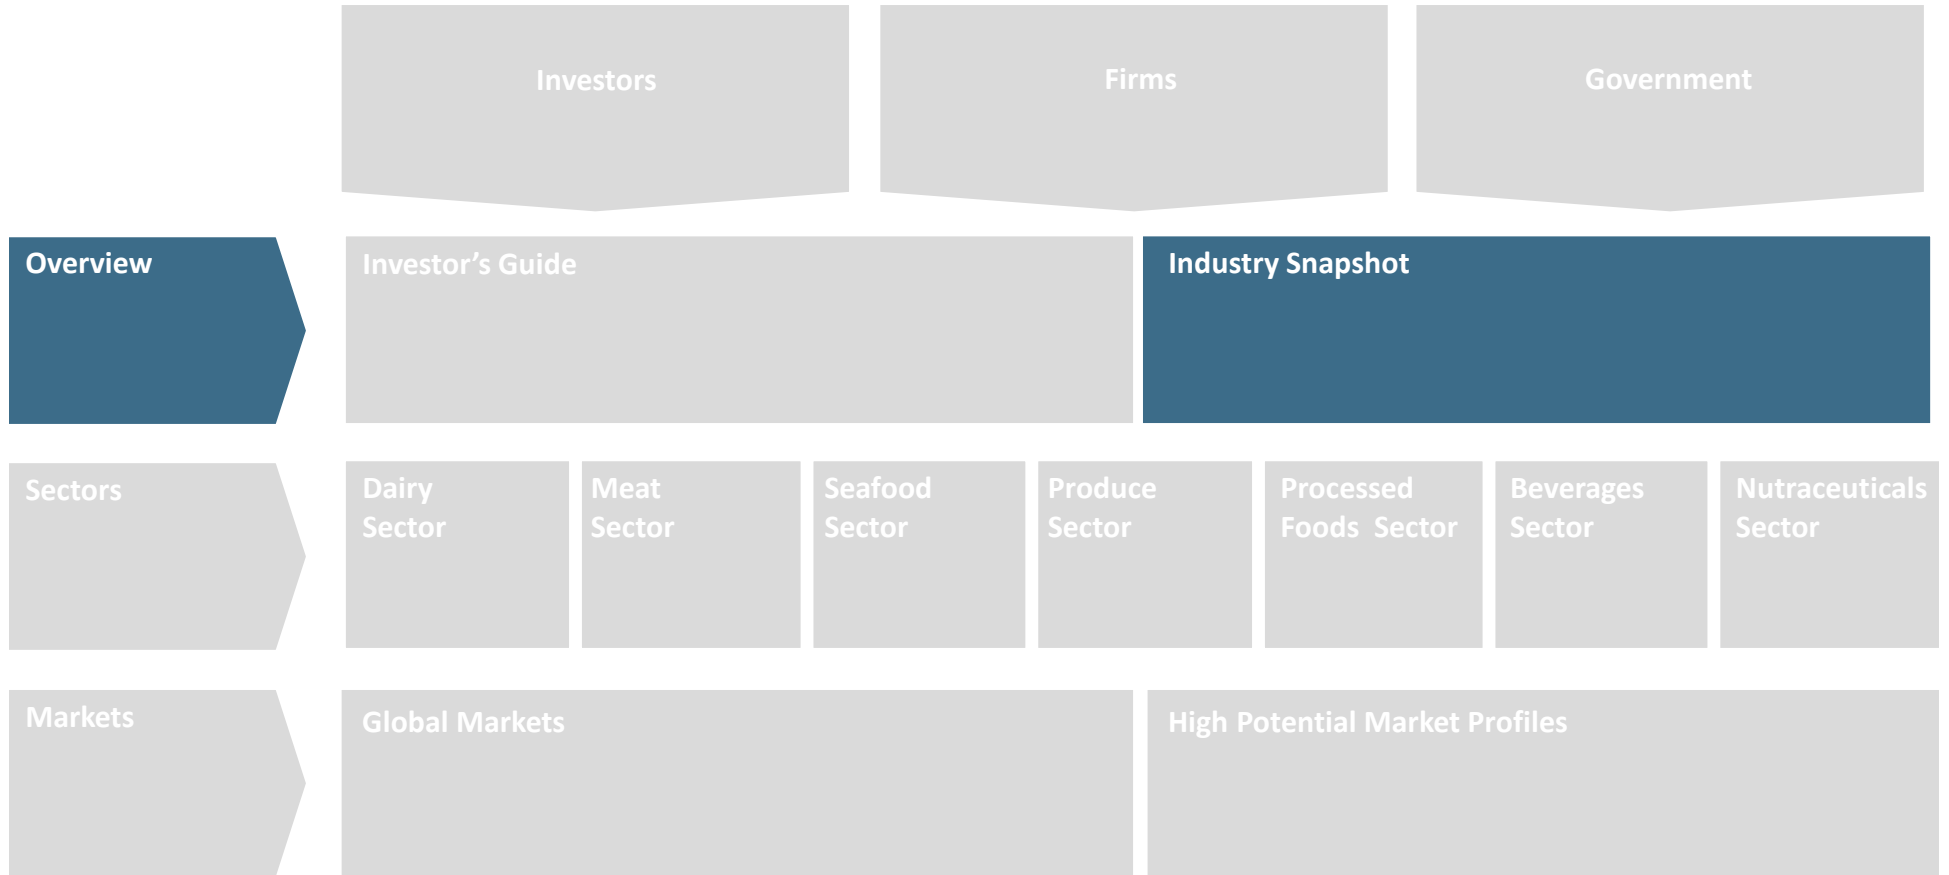 Investors
Firms
Government
Overview
Investor’s Guide
Industry Snapshot
Sectors
Dairy
Sector
Meat
Sector
Seafood
Sector
Produce
Sector
Processed
Foods  Sector
Beverages
Sector
Nutraceuticals
Sector
Markets
Global Markets
High Potential Market Profiles